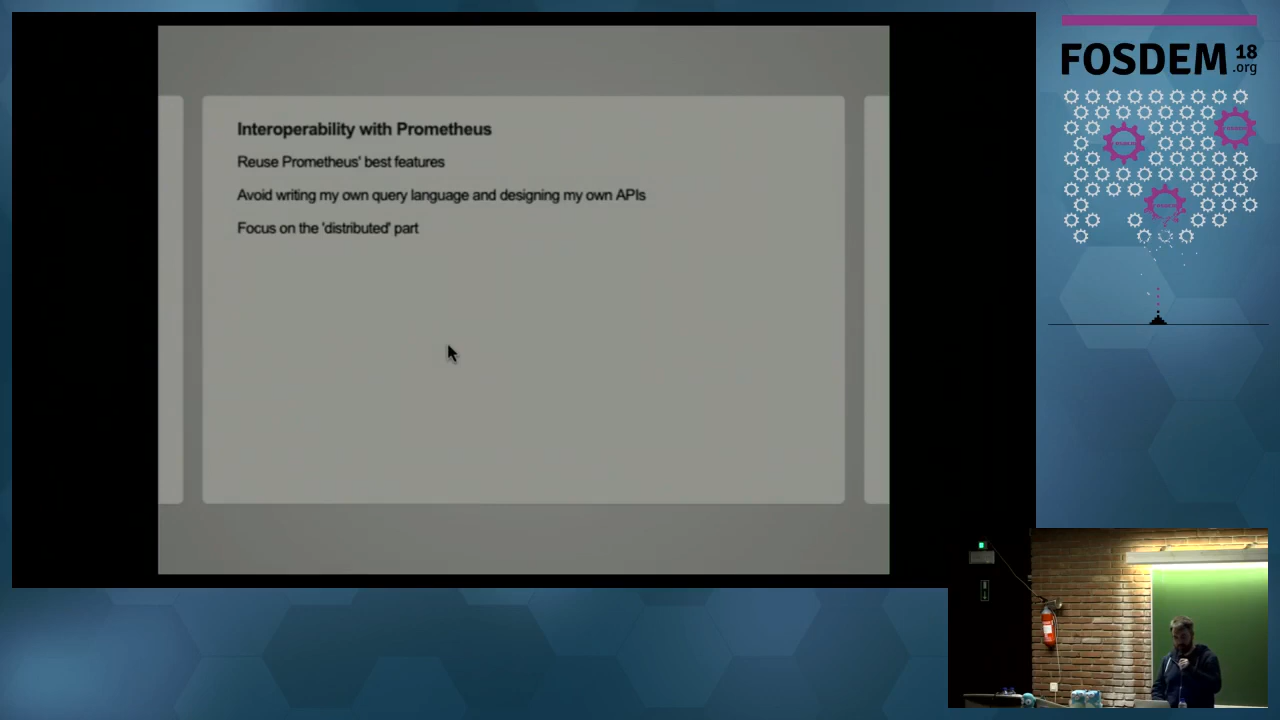 Interoperability with Prometheus
Reuse Prometheus' best features
Avoid writing my own query language and designing my own APIs
Focus on the 'distributed' part
FOSDEM 18
.org